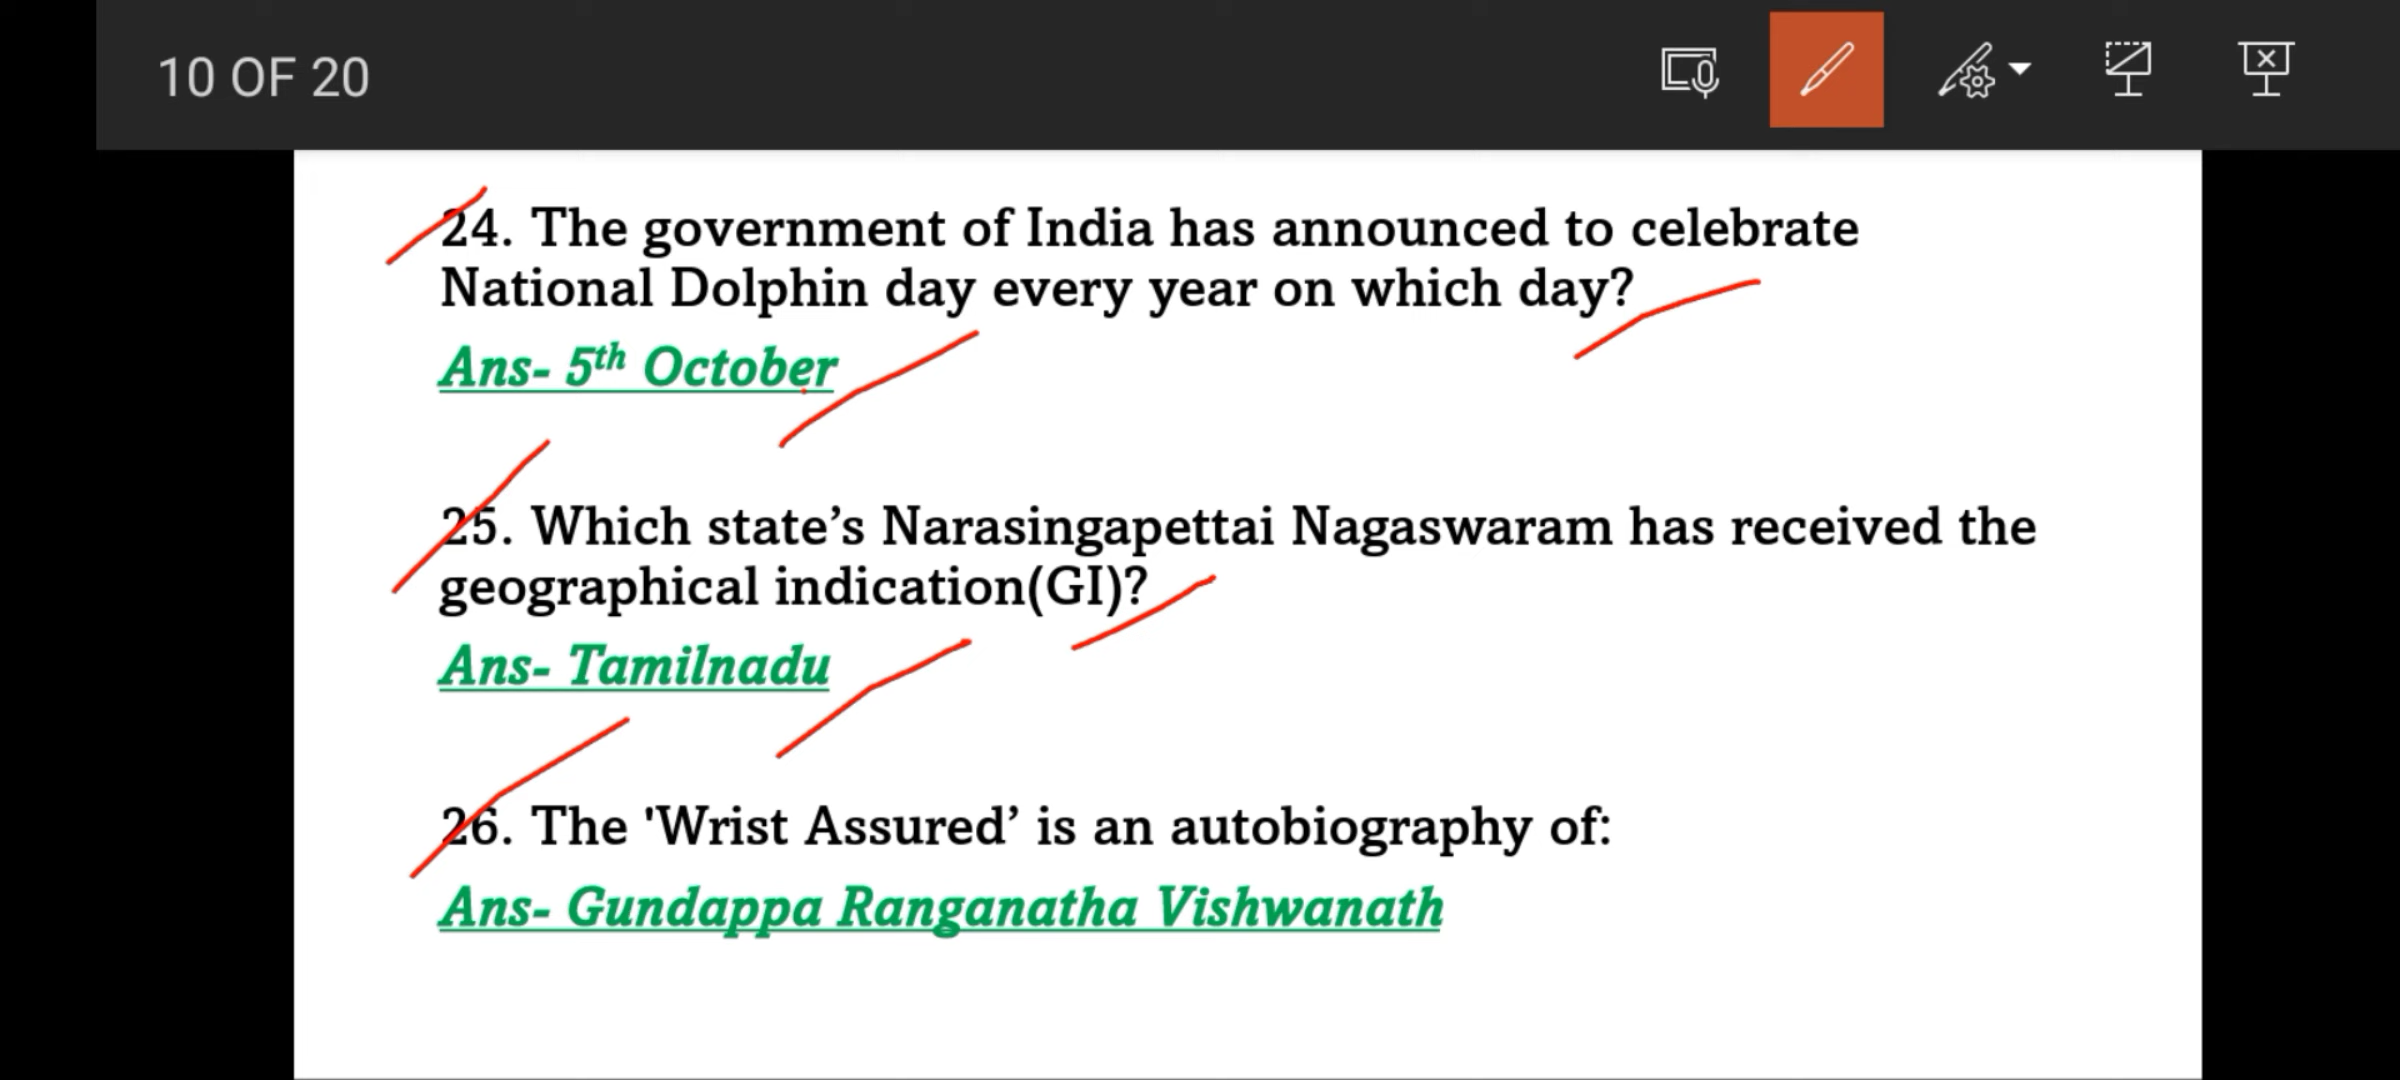 10 OF 20
24. The government of India has announced to celebrate
National Dolphin day every year on which day?
Ans- 5th October
25. Which state’s Narasingapettai Nagaswaram has received the
geographical indication(GI)?
Ans- Tamilnadu
26. The 'Wrist Assured’ is an autobiography of:
Ans- Gundappa Ranganatha Vishwanath